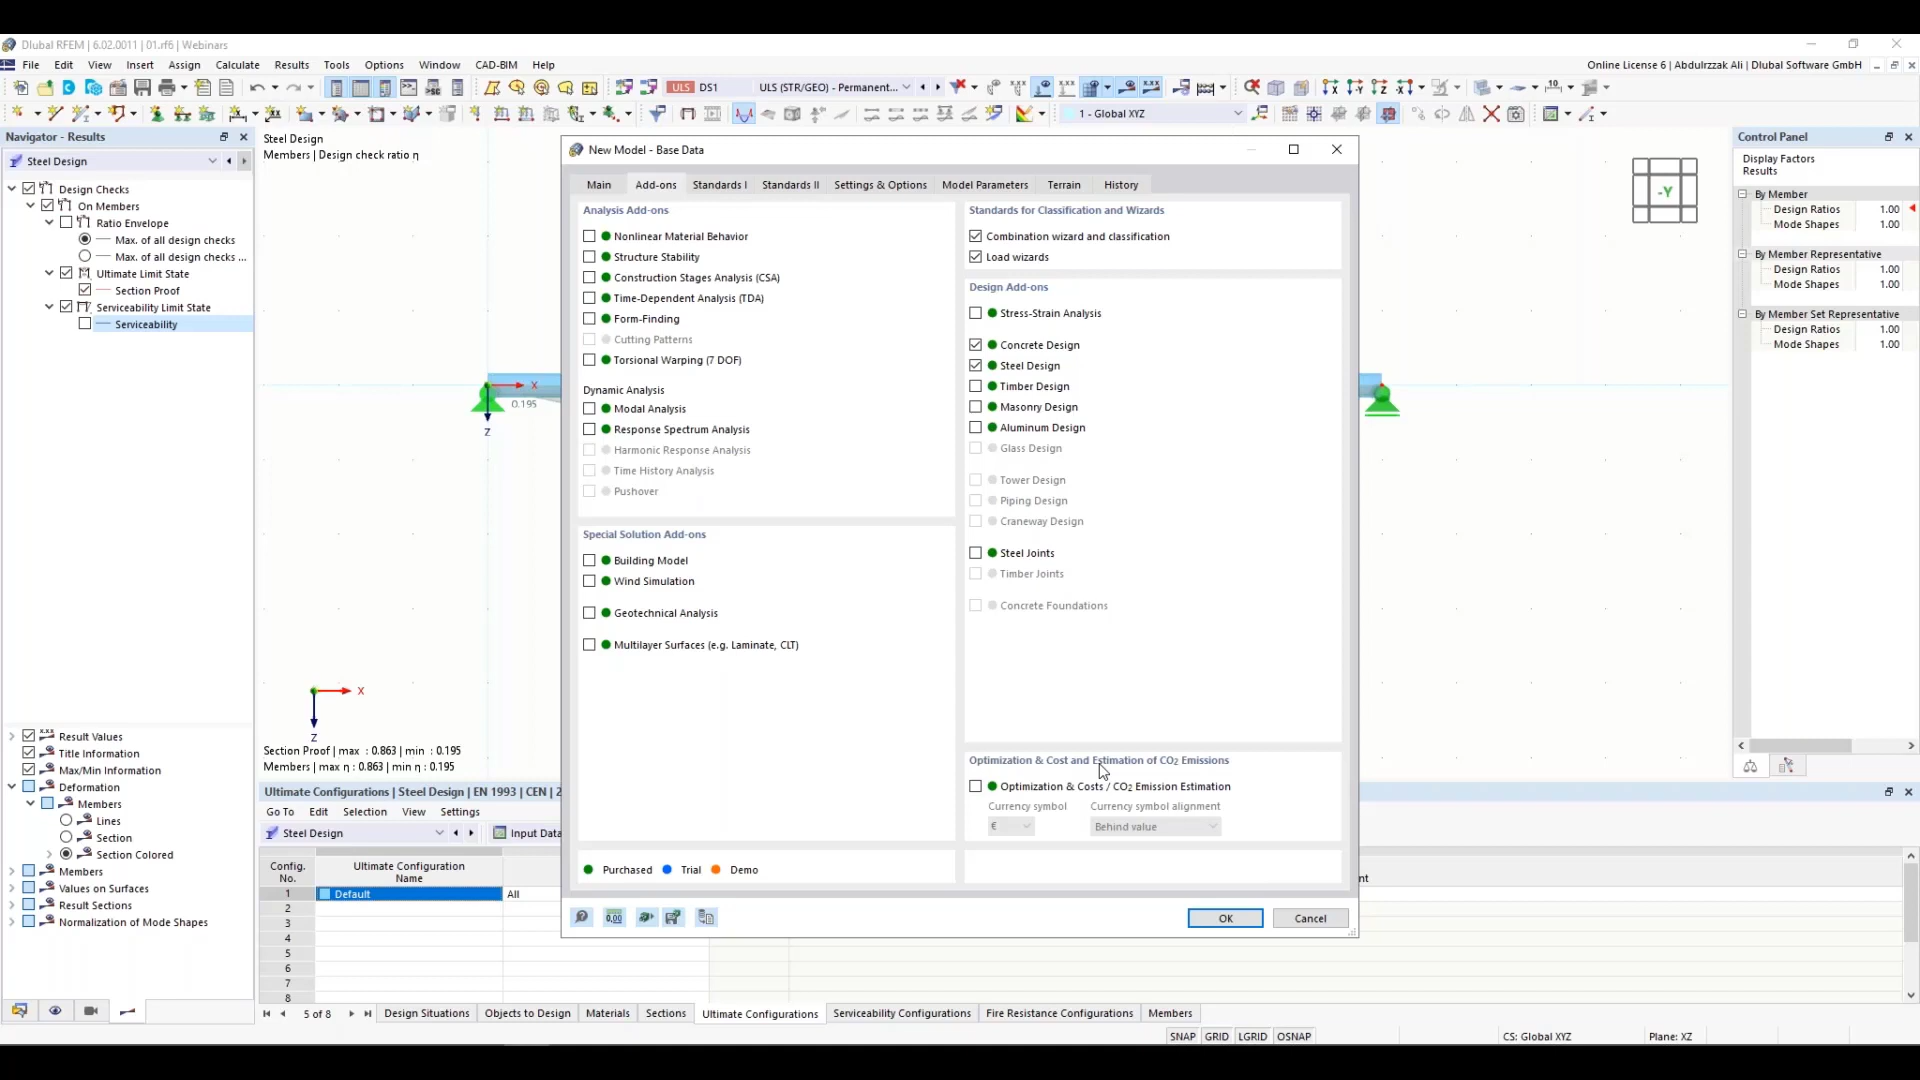 Dlubal RFEM | 6.02.0011 | 01.rf6 | Webinars
File Edit View Insert Assign Calculate Results Tools Options Window CAD-BIM Help
Online License 6 | Abdulrzzak Ali | Dlubal Software GmbH
ULS DS1 ULS (STR/GEO) - Permanent...
1 - Global XYZ
Navigator - Results
Steel Design
Design Checks
On Members
Ratio Envelope
Max. of all design checks
Max. of all design checks ...
Ultimate Limit State
Section Proof
Serviceability Limit State
Serviceability
Result Values
Title Information
Max/Min Information
Deformation
Members
Lines
Section
Section Colored
Members
Values on Surfaces
Result Sections
Normalization of Mode Shapes
Steel Design
Members | Design check ratio η
X
0.195
Z
-Y
X
Z
Section Proof | max : 0.863 | min : 0.195
Members | max η : 0.863 | min η : 0.195
New Model - Base Data
Main Add-ons Standards I Standards II Settings & Options Model Parameters Terrain History
Analysis Add-ons
Nonlinear Material Behavior
Structure Stability
Construction Stages Analysis (CSA)
Time-Dependent Analysis (TDA)
Form-Finding
Cutting Patterns
Torsional Warping (7 DOF)
Dynamic Analysis
Modal Analysis
Response Spectrum Analysis
Harmonic Response Analysis
Time History Analysis
Pushover
Special Solution Add-ons
Building Model
Wind Simulation
Geotechnical Analysis
Multilayer Surfaces (e.g. Laminate, CLT)
Standards for Classification and Wizards
Combination wizard and classification
Load wizards
Design Add-ons
Stress-Strain Analysis
Concrete Design
Steel Design
Timber Design
Masonry Design
Aluminum Design
Glass Design
Tower Design
Piping Design
Craneway Design
Steel Joints
Timber Joints
Concrete Foundations
Optimization & Cost and Estimation of CO₂ Emissions
Optimization & Costs / CO₂ Emission Estimation
Currency symbol Currency symbol alignment
€ Behind value
Purchased Trial Demo
OK Cancel
Control Panel
Display Factors
Results
By Member
Design Ratios 1.00
Mode Shapes 1.00
By Member Representative
Design Ratios 1.00
Mode Shapes 1.00
By Member Set Representative
Design Ratios 1.00
Mode Shapes 1.00
Ultimate Configurations | Steel Design | EN 1993 | CEN | 2
Go To Edit Selection View Settings
Steel Design Input Data
Config. No. Ultimate Configuration Name
nt
1 Default All
2
3
4
5
6
7
8
5 of 8 Design Situations Objects to Design Materials Sections Ultimate Configurations Serviceability Configurations Fire Resistance Configurations Members
SNAP GRID LGRID OSNAP CS: Global XYZ Plane: XZ